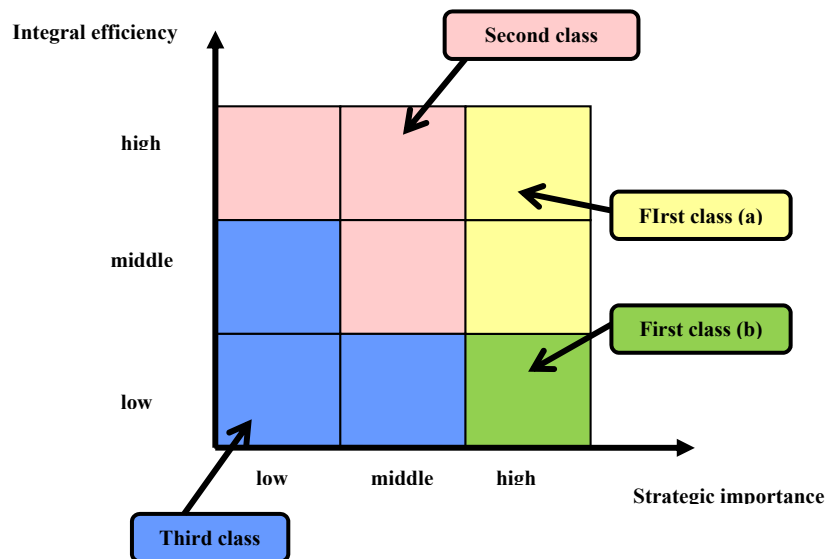 Integral efficiency
Second class
high
FIrst class (a)
middle
First class (b)
low
low
middle
high
Strategic importance
Third class